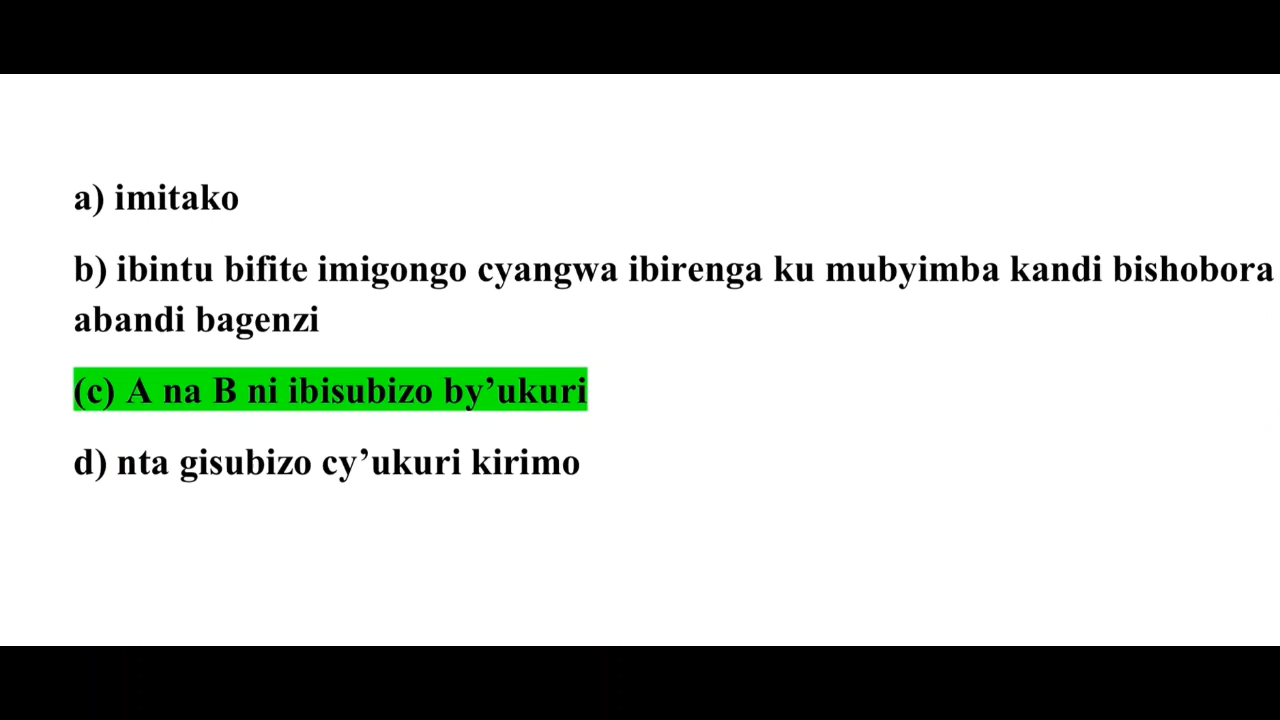 a) imitako
b) ibintu bifite imigongo cyangwa ibirenga ku mubyimba kandi bishobora
abandi bagenzi
(c) A na B ni ibisubizo by’ukuri
d) nta gisubizo cy’ukuri kirimo